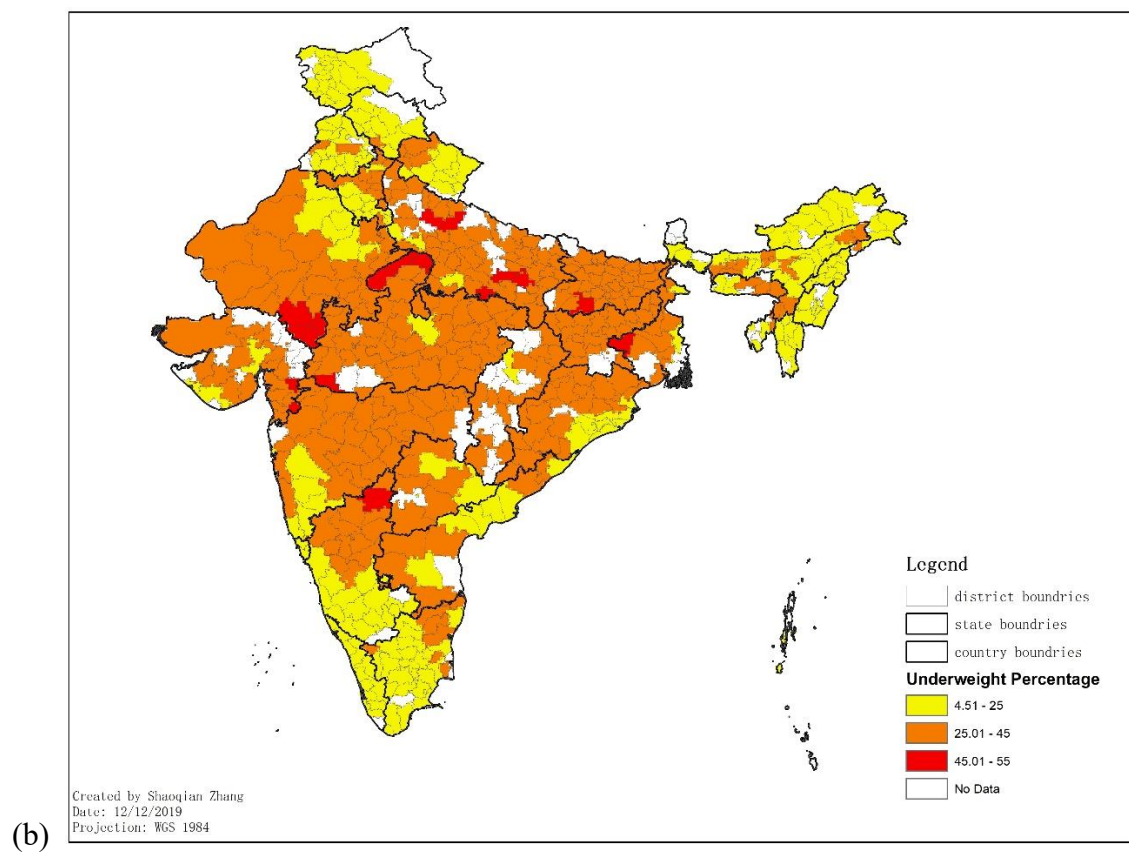 Legend
district boundries
state boundries
country boundries
Underweight Percentage
4.51 - 25
25.01 - 45
45.01 - 55
No Data
Created by Shaoqian Zhang
Date: 12/12/2019
Projection: WGS 1984
(b)